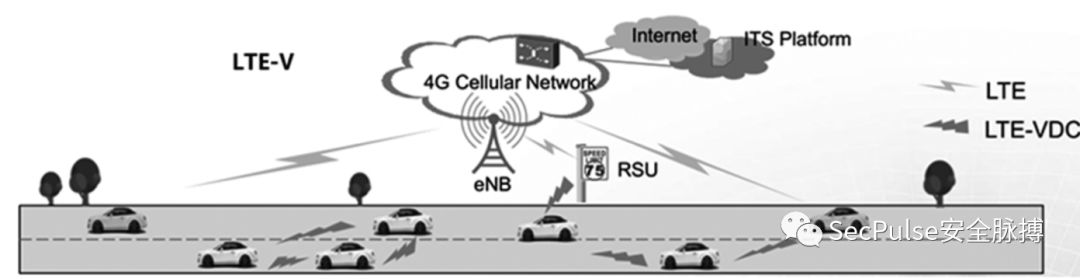 LTE-V
Internet
ITS Platform
4G Cellular Network
LTE
LTE-VDC
eNB
SPEED
LIMIT
75
RSU
SecPulse安全脉搏